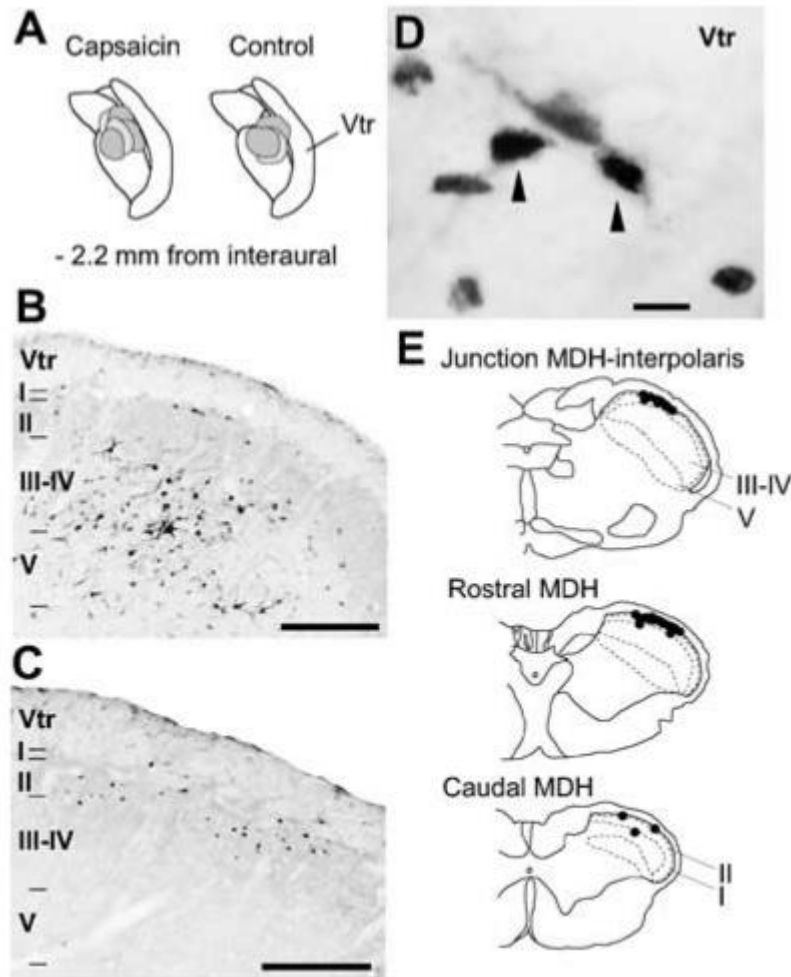 A
Capsaicin Control
Vtr
- 2.2 mm from interaural
B
Vtr
I
II
III-IV
V
C
Vtr
I
II
III-IV
V
D
Vtr
E
Junction MDH-interpolaris
III-IV
V
Rostral MDH
Caudal MDH
II
I